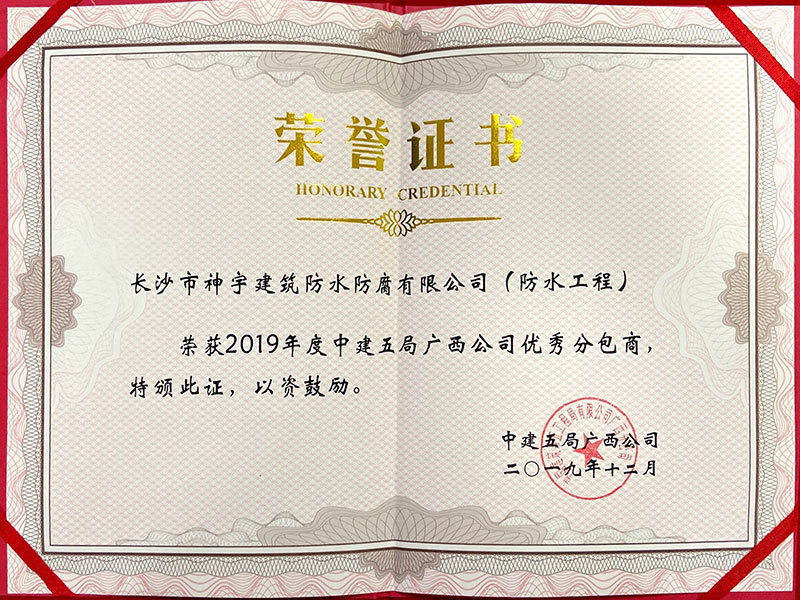 荣誉证书
HONORARY CREDENTIAL
长沙市神宇建筑防水防腐有限公司（防水工程）
荣获2019年度中建五局广西公司优秀分包商，
特颁此证，以资鼓励。
中建五局广西公司
二〇一九年十二月